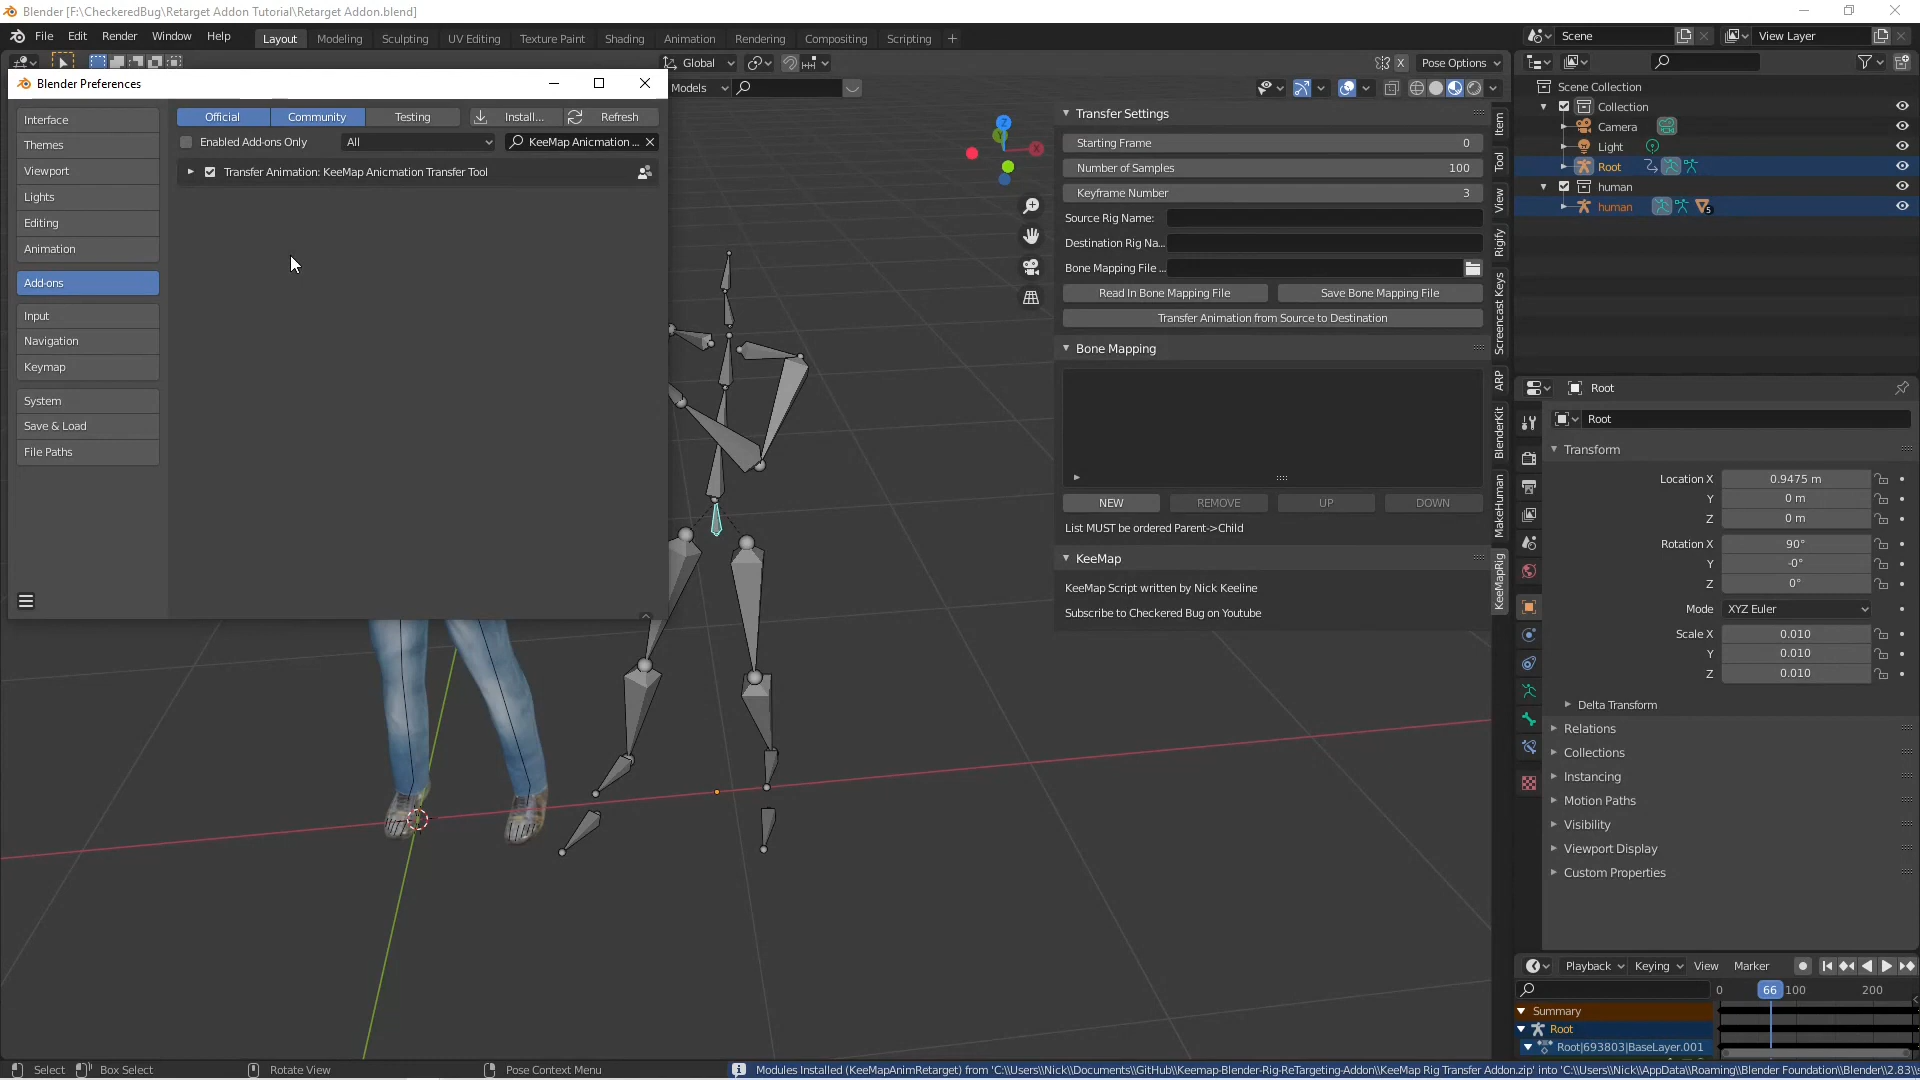 Blender [F:\CheckeredBug\Retarget Addon Tutorial\Retarget Addon.blend]
File Edit Render Window Help Layout Modeling Sculpting UV Editing Texture Paint Shading Animation Rendering Compositing Scripting + Scene View Layer
Global X Pose Options
Blender Preferences
Models
Interface
Themes
Viewport
Lights
Editing
Animation
Add-ons
Input
Navigation
Keymap
System
Save & Load
File Paths
Official Community Testing Install... Refresh
Enabled Add-ons Only All KeeMap Anicmation ...
Transfer Animation: KeeMap Anicmation Transfer Tool
Z
X
Transfer Settings
Starting Frame 0
Number of Samples 100
Keyframe Number 3
Source Rig Name:
Destination Rig Na...
Bone Mapping File ...
Read In Bone Mapping File Save Bone Mapping File
Transfer Animation from Source to Destination
Bone Mapping
NEW REMOVE UP DOWN
List MUST be ordered Parent->Child
KeeMap
KeeMap Script written by Nick Keeline
Subscribe to Checkered Bug on Youtube
Item
Tool
View
Rigify
Screencast Keys
ARP
BlenderKit
MakeHuman
KeeMapRig
Scene Collection
Collection
Camera
Light
Root
human
human 5
Root
Root
Transform
Location X 0.9475 m
Y 0 m
Z 0 m
Rotation X 90°
Y -0°
Z 0°
Mode XYZ Euler
Scale X 0.010
Y 0.010
Z 0.010
Delta Transform
Relations
Collections
Instancing
Motion Paths
Visibility
Viewport Display
Custom Properties
Playback Keying View Marker
0 66 100 200
Summary
Root
Root|693803|BaseLayer.001
Select Box Select Rotate View Pose Context Menu Modules Installed (KeeMapAnimRetarget) from 'C:\\Users\\Nick\\Documents\\GitHub\\Keemap-Blender-Rig-ReTargeting-Addon\\KeeMap Rig Transfer Addon.zip' into 'C:\\Users\\Nick\\AppData\\Roaming\\Blender Foundation\\Blender\\2.83\\s